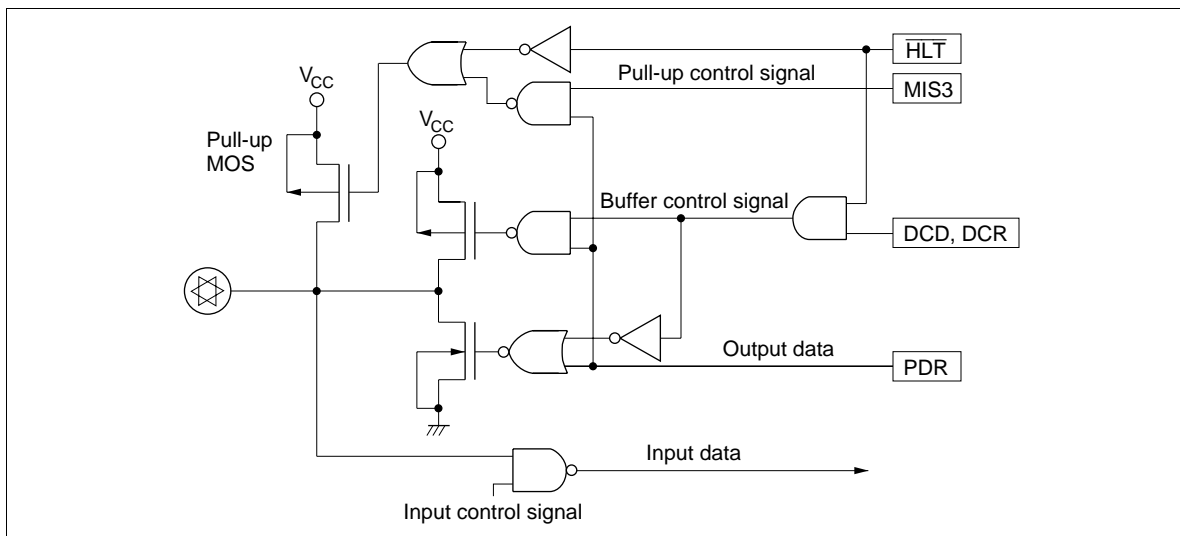 HLT
Pull-up control signal
MIS3
VCC
VCC
Pull-up
MOS
Buffer control signal
DCD, DCR
Output data
PDR
Input data
Input control signal